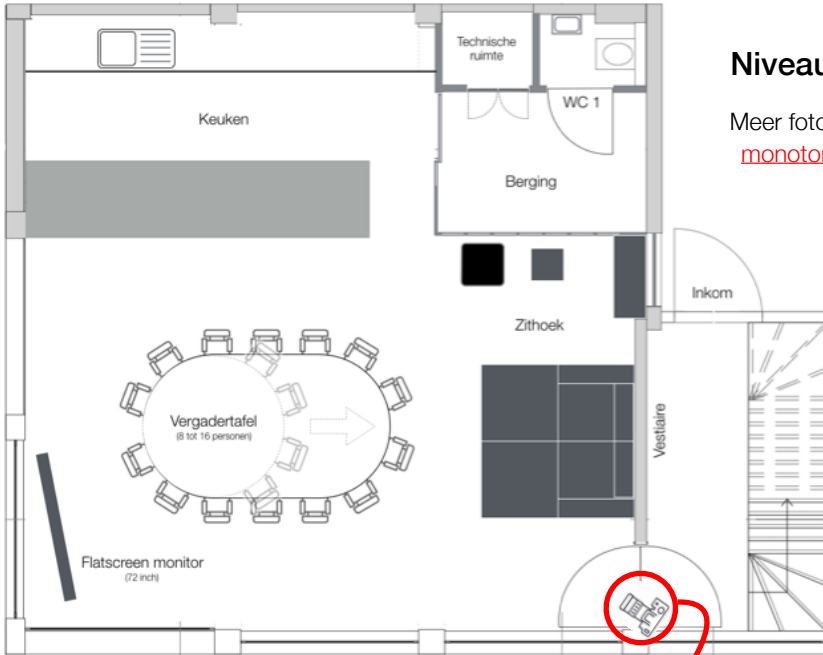 Technische
ruimte
WC 1
Keuken
Berging
Inkom
Zithoek
Vestiaire
Vergadertafel
(8 tot 16 personen)
Flatscreen monitor
(72 inch)
Niveau
Meer foto
monoto